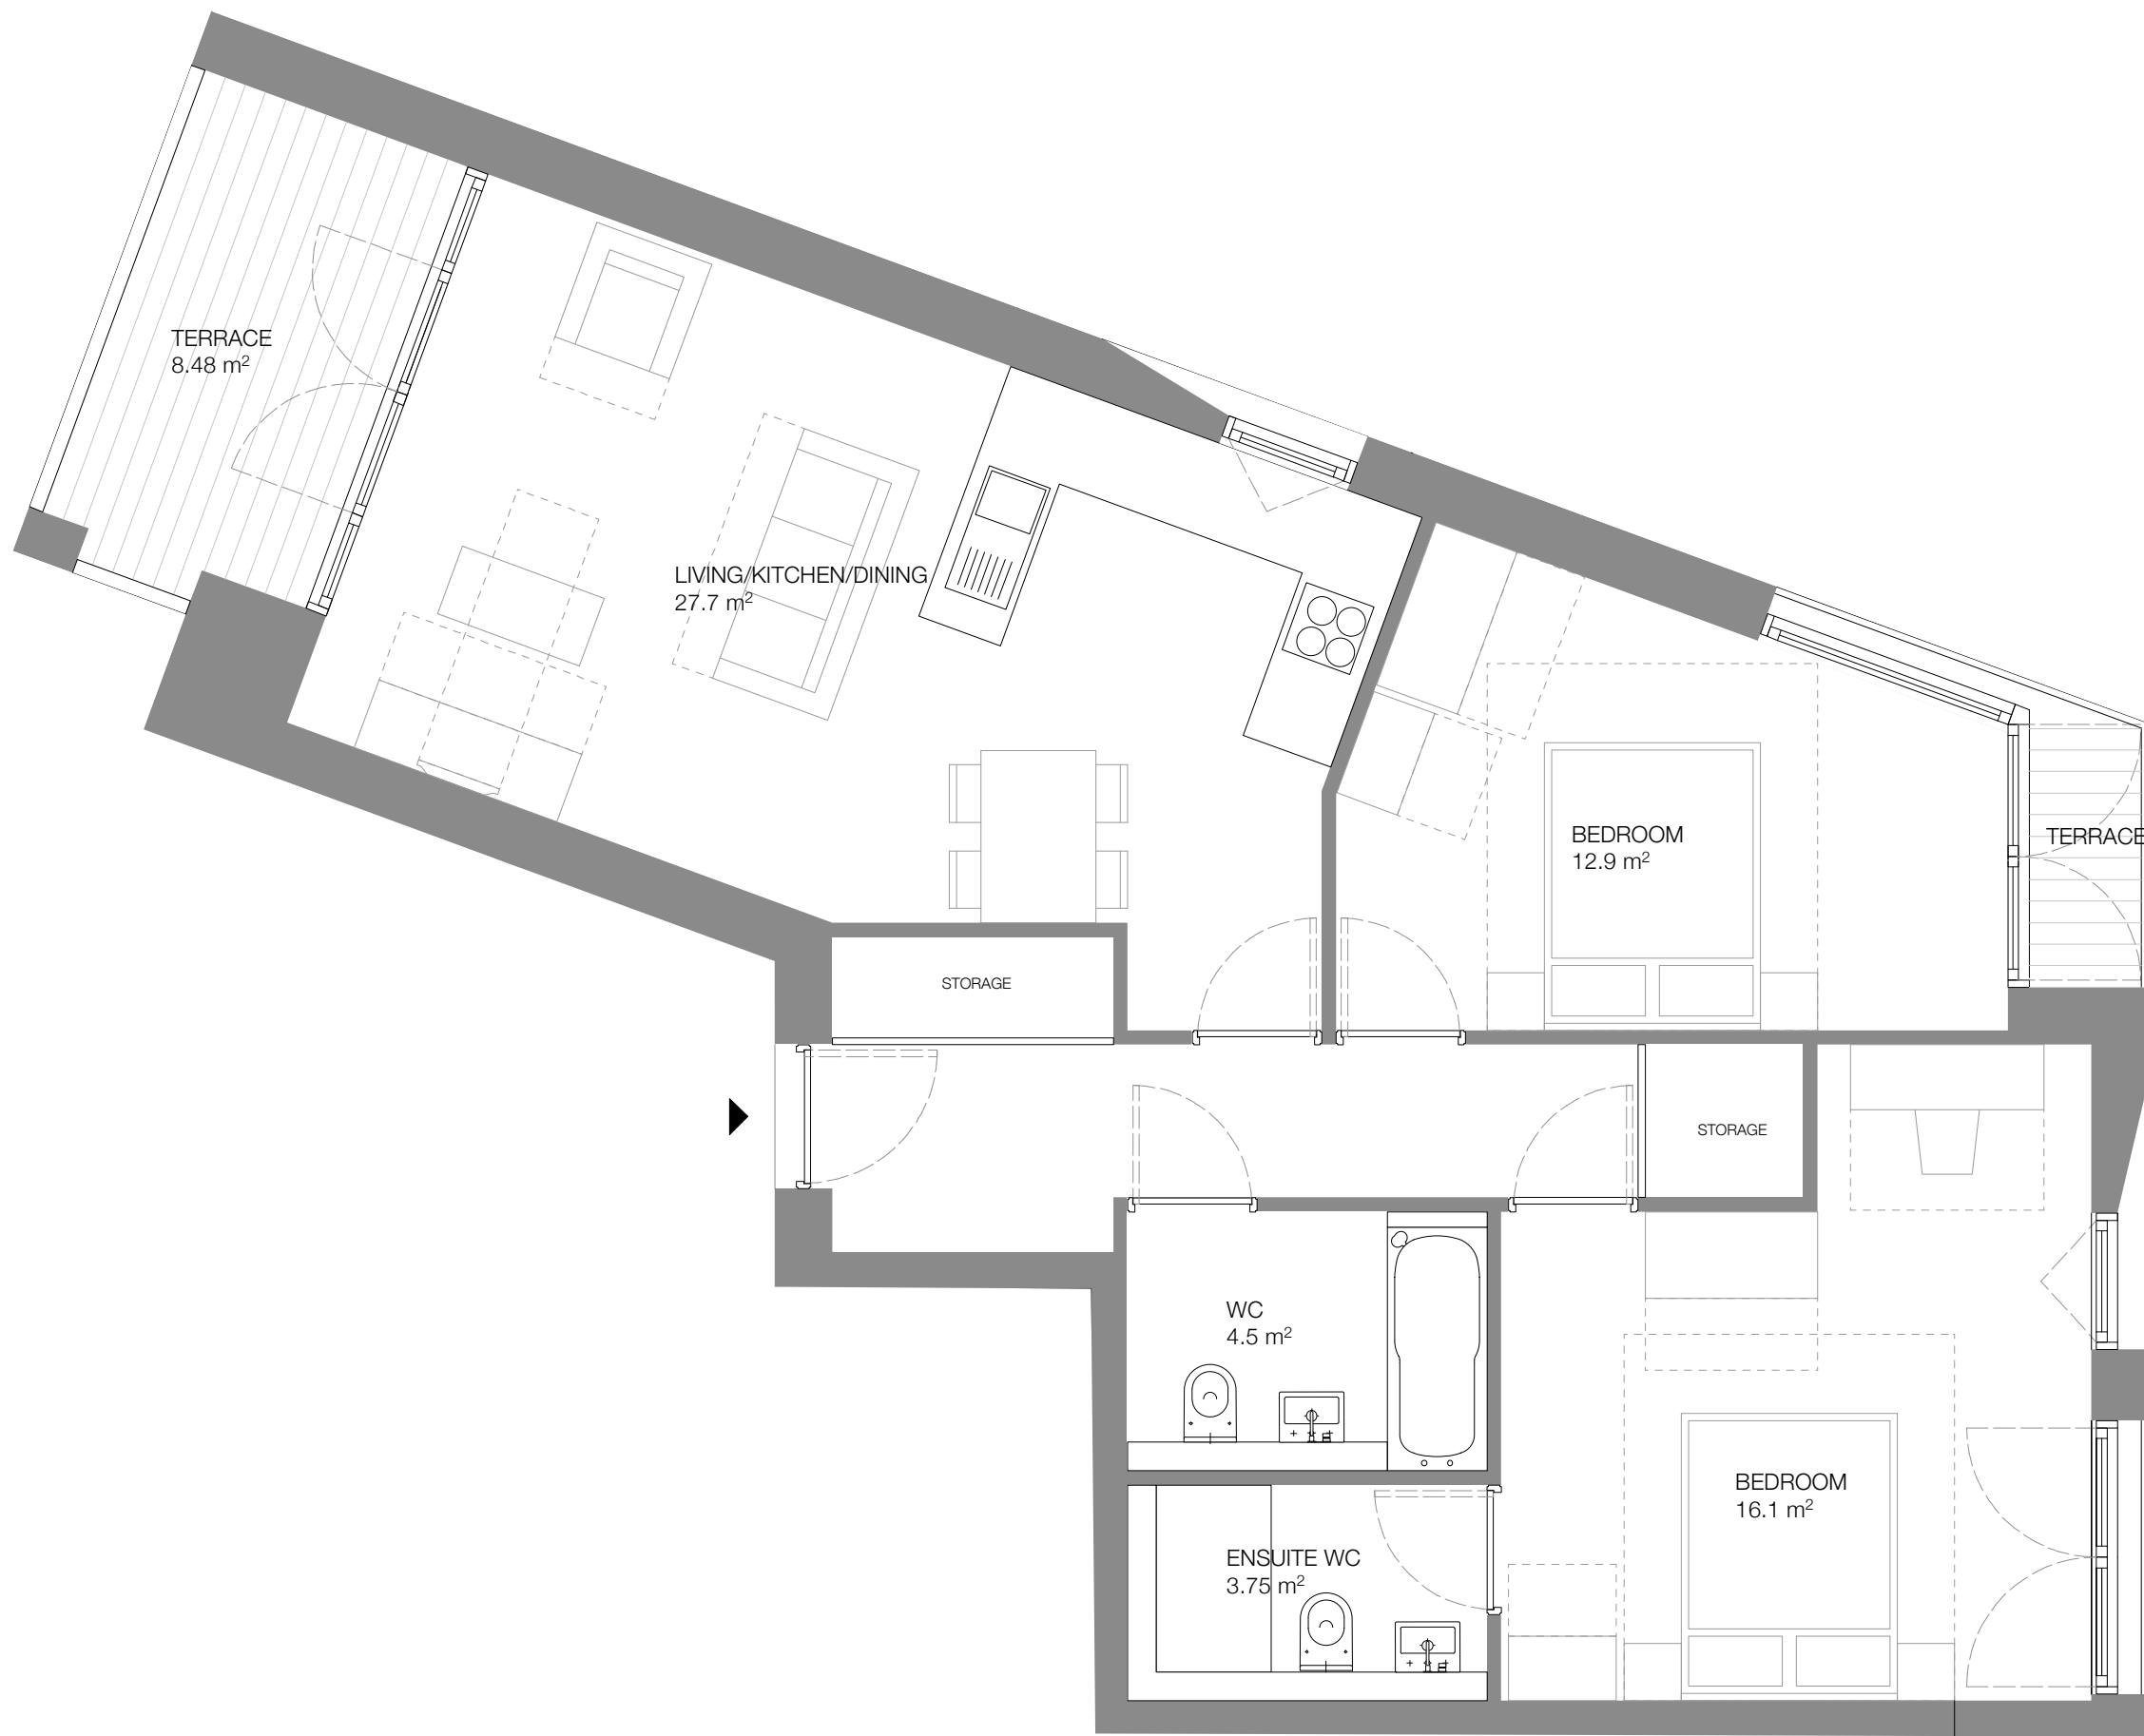 TERRACE
8.48 m²
LIVING/KITCHEN/DINING
27.7 m²
BEDROOM
12.9 m²
TERRACE
STORAGE
STORAGE
WC
4.5 m²
BEDROOM
16.1 m²
ENSUITE WC
3.75 m²